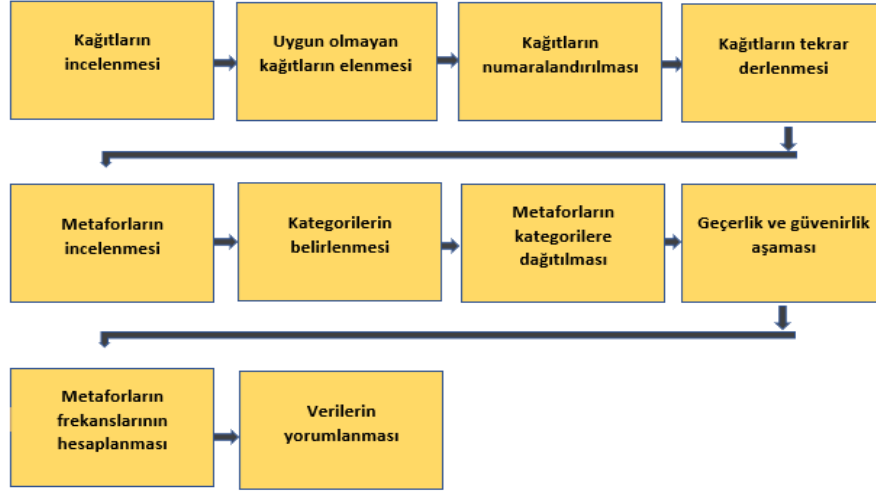 Kağıtların
incelenmesi
Uygun olmayan
kağıtların elenmesi
Kağıtların
numaralandırılması
Kağıtların tekrar
derlenmesi
Metaforların
incelenmesi
Kategorilerin
belirlenmesi
Metaforların
kategorilere
dağıtılması
Geçerlik ve güvenirlik
aşaması
Metaforların
frekanslarının
hesaplanması
Verilerin
yorumlanması